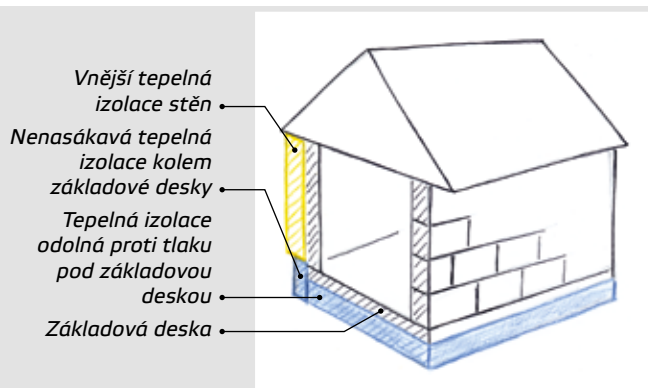 Vnější tepelná
izolace stěn
Nenasákavá tepelná
izolace kolem
základové desky
Tepelná izolace
odolná proti tlaku
pod základovou
deskou
Základová deska